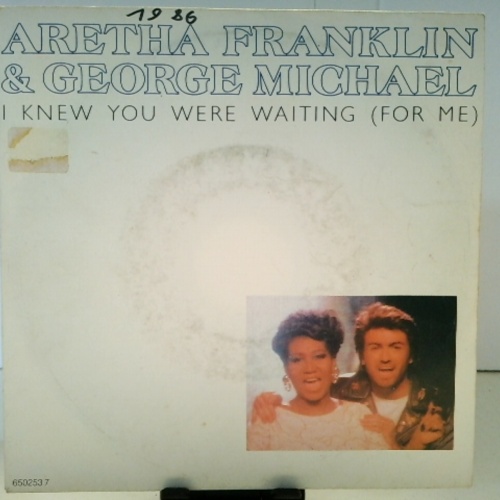 1986
ARETHA FRANKLIN
& GEORGE MICHAEL
I KNEW YOU WERE WAITING (FOR ME)
650253 7